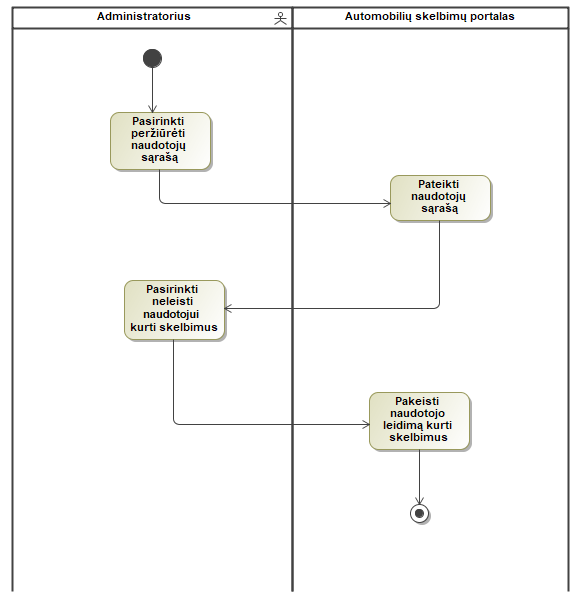 Administratorius
Automobilių skelbimų portalas
Pasirinkti
peržiūrėti
naudotojų
sąrašą
Pateikti
naudotojų
sąrašą
Pasirinkti
neleisti
naudotojui
kurti skelbimus
Pakeisti
naudotojo
leidimą kurti
skelbimus